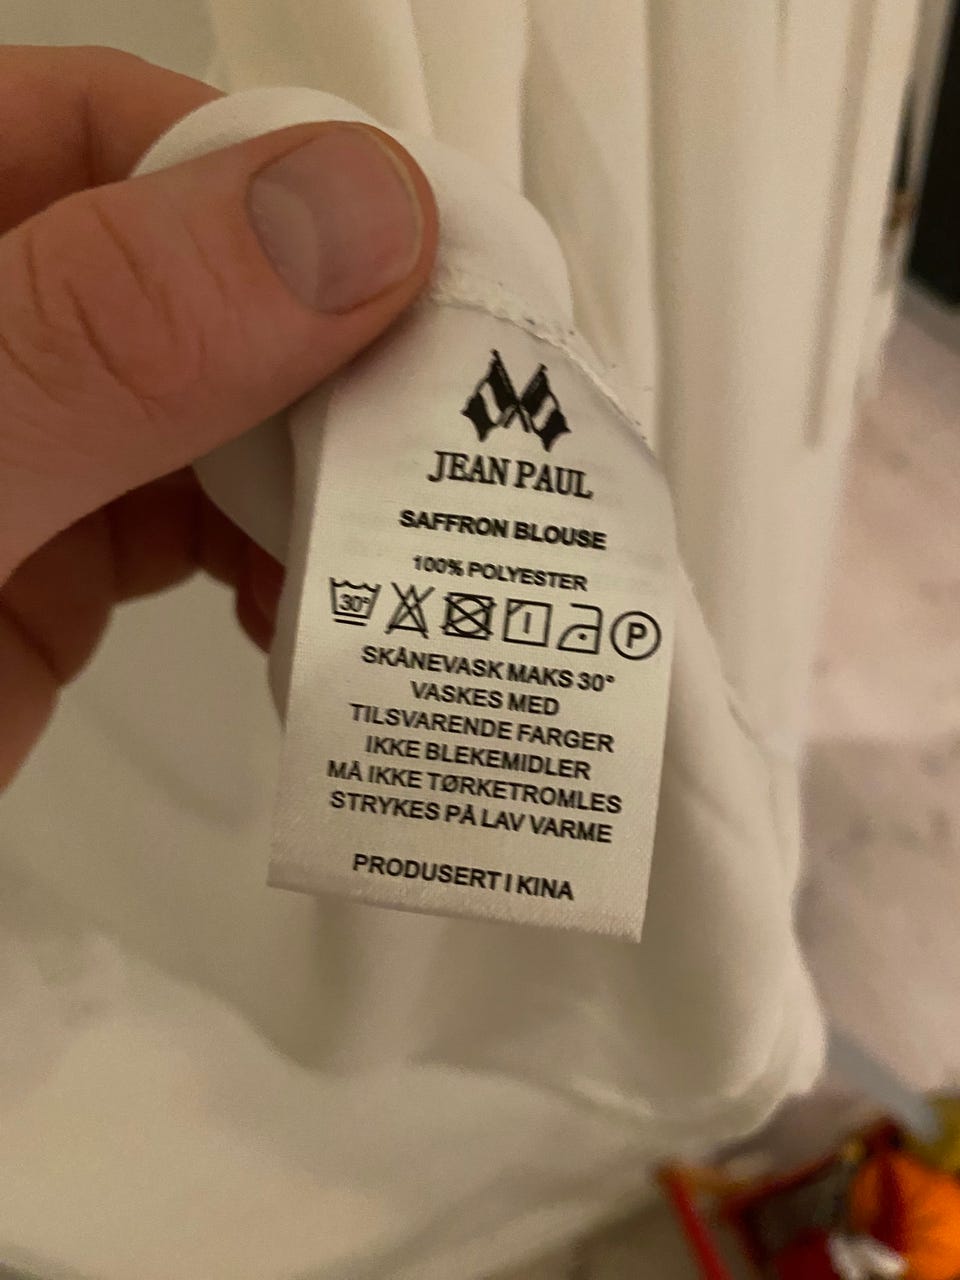 JEAN PAUL
SAFFRON BLOUSE
100% POLYESTER
30° P
SKÅNEVASK MAKS 30°
VASKES MED
TILSVARENDE FARGER
IKKE BLEKEMIDLER
MÅ IKKE TØRKETROMLES
STRYKES PÅ LAV VARME
PRODUSERT I KINA